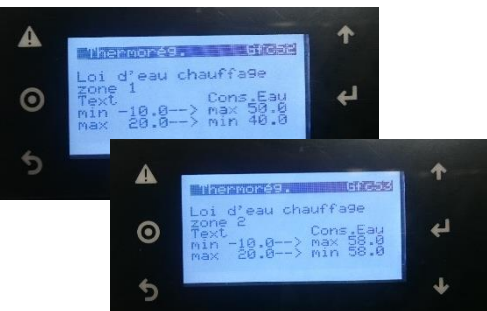 Thermorég. Gfc52
Loi d'eau chauffage
zone 1
Text Cons.Eau
min -10.0--> max 50.0
max 20.0--> min 40.0
Thermorég. Gfc53
Loi d'eau chauffage
zone 2
Text Cons.Eau
min -10.0--> max 58.0
max 20.0--> min 58.0